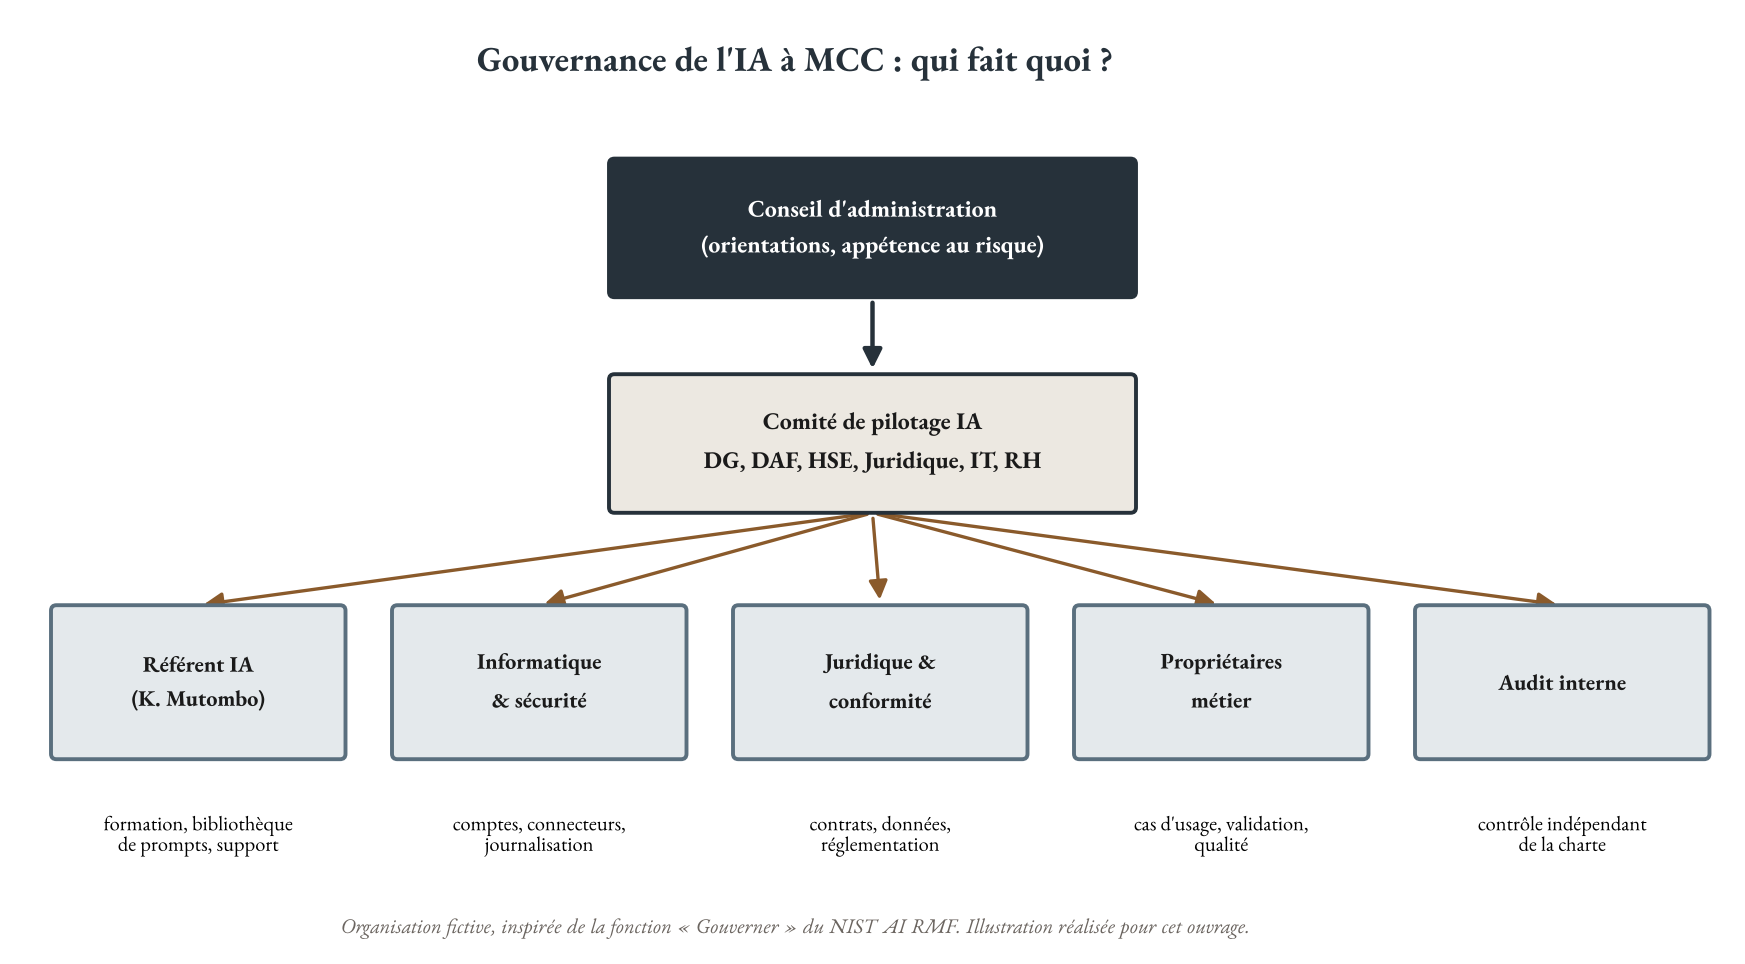 Gouvernance de l'IA à MCC : qui fait quoi ?
Conseil d'administration
(orientations, appétence au risque)
Comité de pilotage IA
DG, DAF, HSE, Juridique, IT, RH
Référent IA
(K. Mutombo)
Informatique
& sécurité
Juridique &
conformité
Propriétaires
métier
Audit interne
formation, bibliothèque
de prompts, support
comptes, connecteurs,
journalisation
contrats, données,
réglementation
cas d'usage, validation,
qualité
contrôle indépendant
de la charte
Organisation fictive, inspirée de la fonction « Gouverner » du NIST AI RMF. Illustration réalisée pour cet ouvrage.